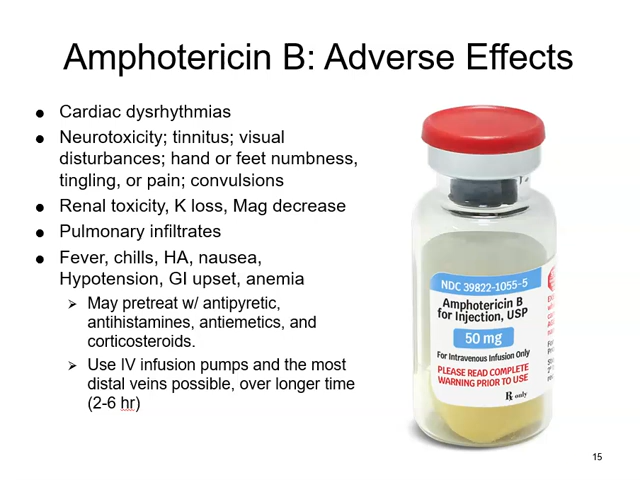 Amphotericin B: Adverse Effects
● Cardiac dysrhythmias
● Neurotoxicity; tinnitus; visual
disturbances; hand or feet numbness,
tingling, or pain; convulsions
● Renal toxicity, K loss, Mag decrease
● Pulmonary infiltrates
● Fever, chills, HA, nausea,
Hypotension, GI upset, anemia
➢ May pretreat w/ antipyretic,
antihistamines, antiemetics, and
corticosteroids.
➢ Use IV infusion pumps and the most
distal veins possible, over longer time
(2-6 hr)
NDC 39822-1055-5
Amphotericin B
for Injection, USP
50 mg
For Intravenous Infusion Only
PLEASE READ COMPLETE
WARNING PRIOR TO USE
Rx only
15